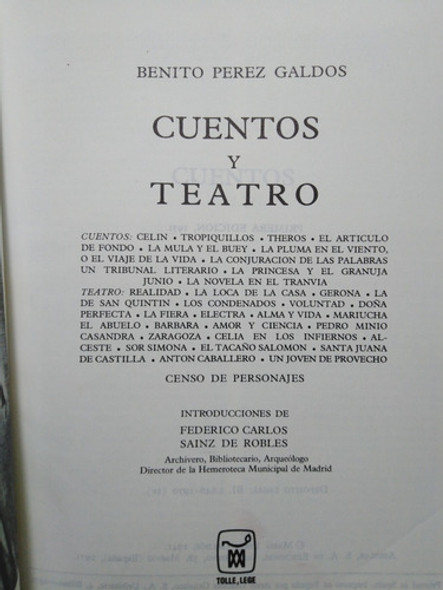 BENITO PEREZ GALDOS
CUENTOS
Y
TEATRO
CUENTOS: CELIN • TROPIQUILLOS • THEROS • EL ARTICULO
DE FONDO • LA MULA Y EL BUEY • LA PLUMA EN EL VIENTO,
O EL VIAJE DE LA VIDA • LA CONJURACION DE LAS PALABRAS
UN TRIBUNAL LITERARIO • LA PRINCESA Y EL GRANUJA
JUNIO • LA NOVELA EN EL TRANVIA
TEATRO: REALIDAD • LA LOCA DE LA CASA • GERONA • LA
DE SAN QUINTIN • LOS CONDENADOS • VOLUNTAD • DOÑA
PERFECTA • LA FIERA • ELECTRA • ALMA Y VIDA • MARIUCHA
EL ABUELO • BARBARA • AMOR Y CIENCIA • PEDRO MINIO
CASANDRA • ZARAGOZA • CELIA EN LOS INFIERNOS • AL-
CESTE • SOR SIMONA • EL TACAÑO SALOMON • SANTA JUANA
DE CASTILLA • ANTON CABALLERO • UN JOVEN DE PROVECHO
CENSO DE PERSONAJES
INTRODUCCIONES DE
FEDERICO CARLOS
SAINZ DE ROBLES
Archivero, Bibliotecario, Arqueólogo
Director de la Hemeroteca Municipal de Madrid
TOLLE, LEGE